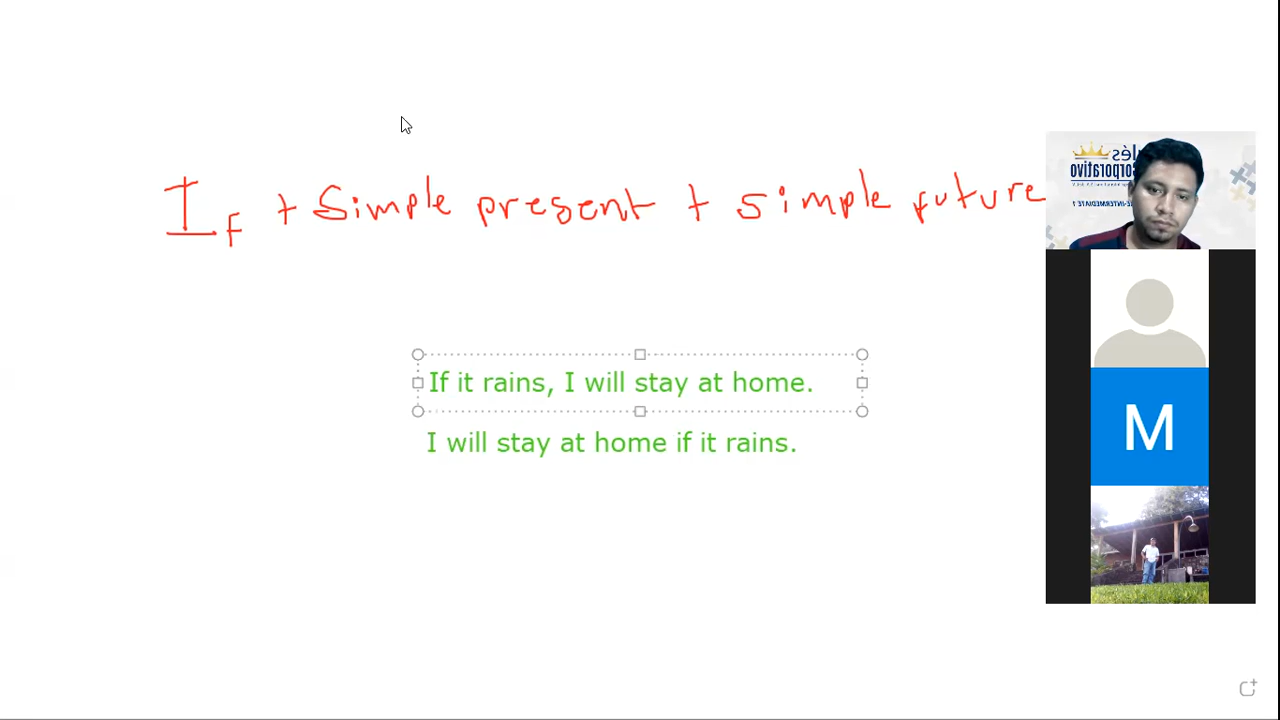 If + Simple present + simple future
If it rains, I will stay at home.
I will stay at home if it rains.
M